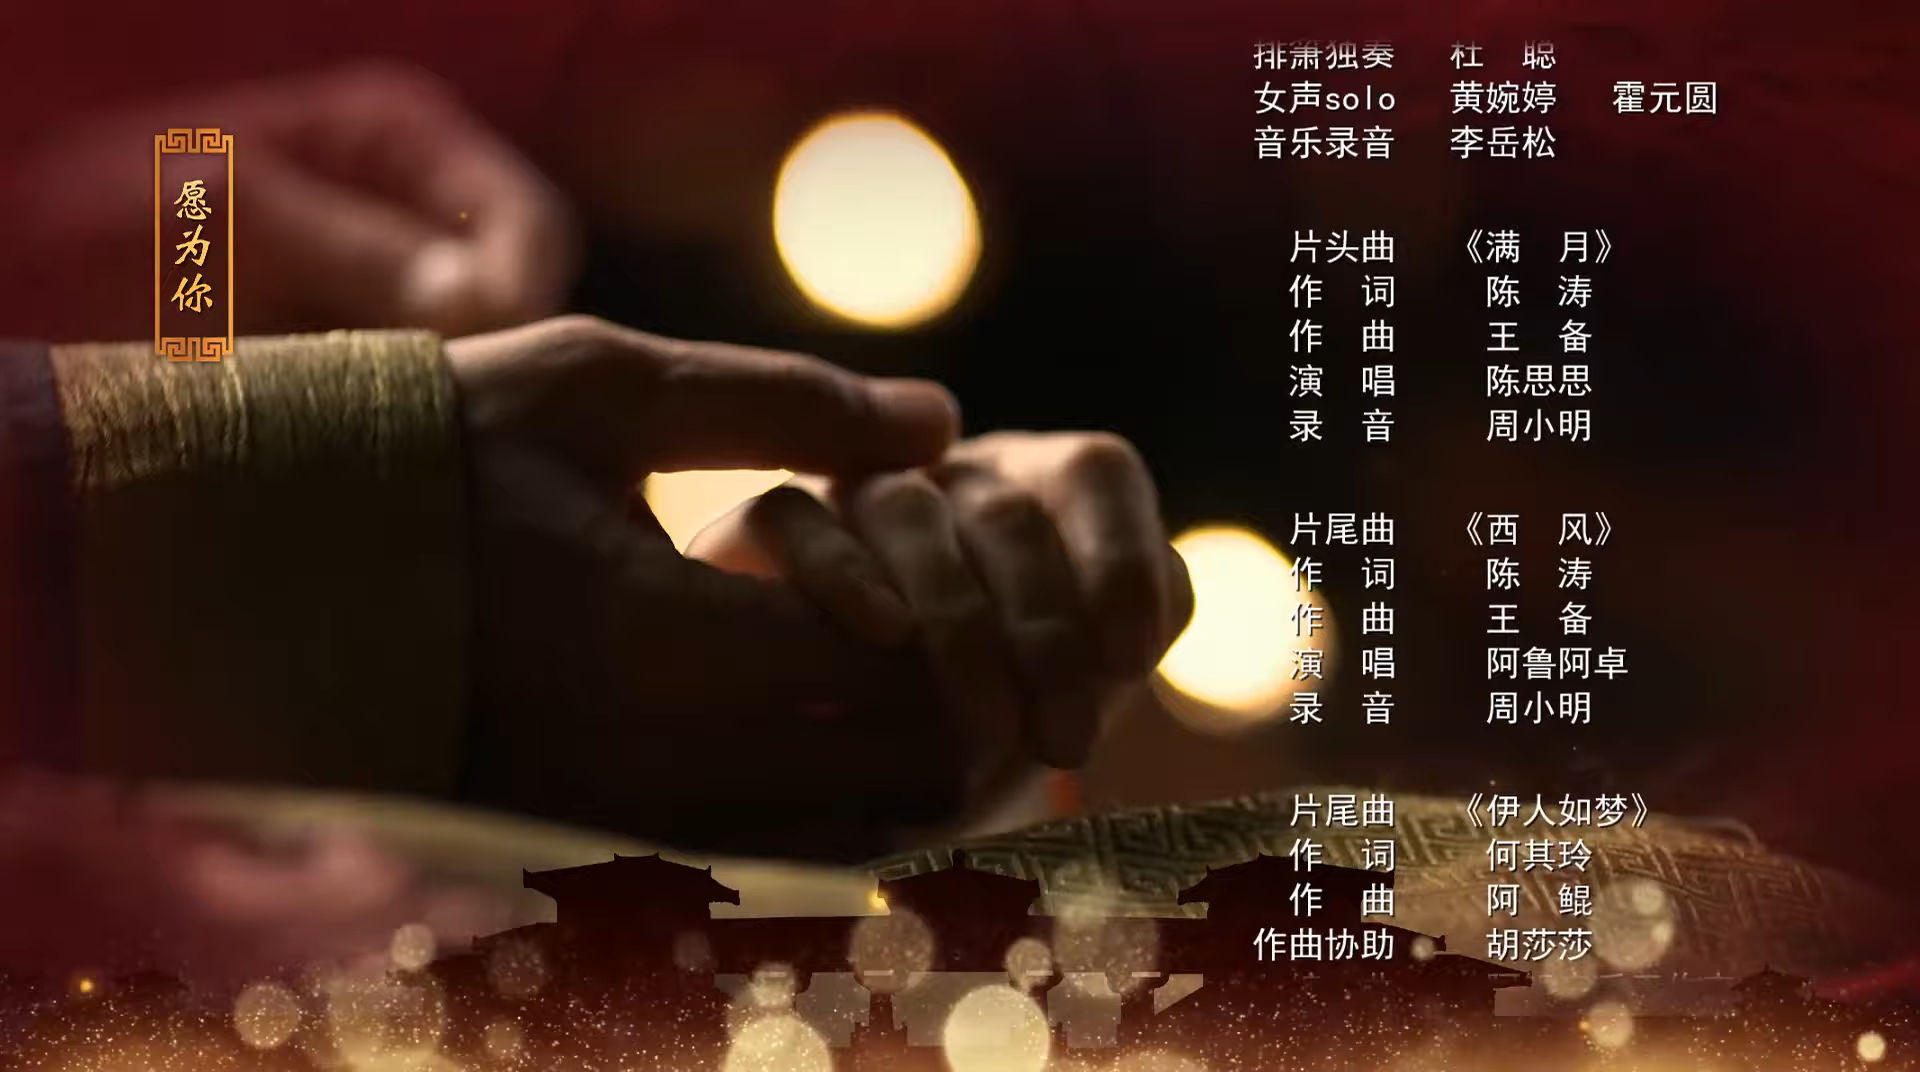 愿为你
排箫独奏 杜 聪
女声solo 黄婉婷 霍元圆
音乐录音 李岳松
片头曲 《满 月》
作 词 陈 涛
作 曲 王 备
演 唱 陈思思
录 音 周小明
片尾曲 《西 风》
作 词 陈 涛
作 曲 王 备
演 唱 阿鲁阿卓
录 音 周小明
片尾曲 《伊人如梦》
作 词 何其玲
作 曲 阿 鲲
作曲协助 胡莎莎